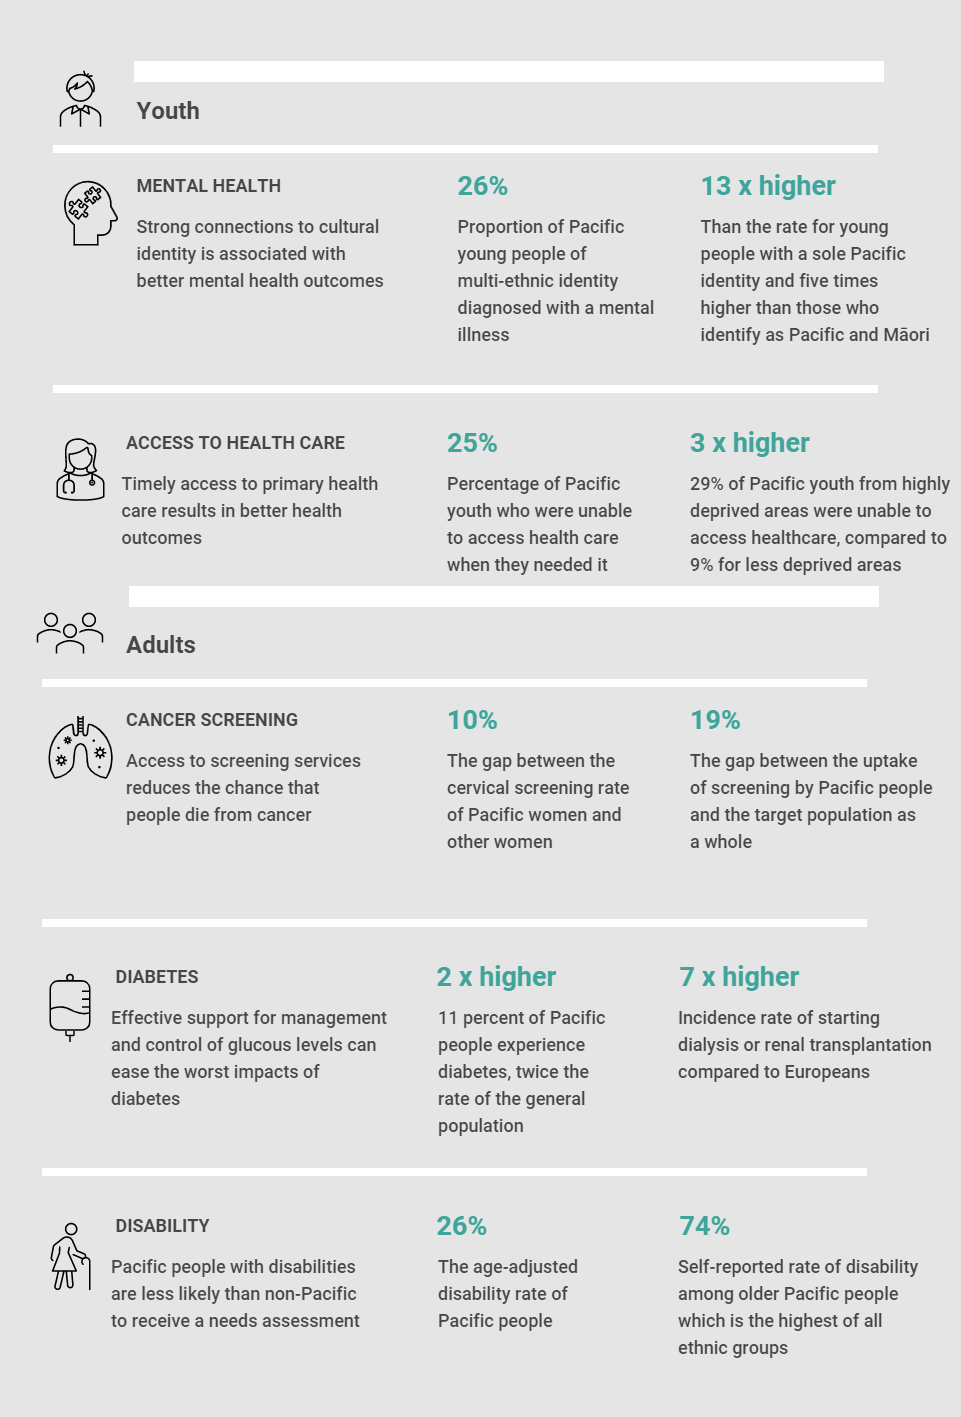 Youth
MENTAL HEALTH
Strong connections to cultural
identity is associated with
better mental health outcomes
26%
Proportion of Pacific
young people of
multi-ethnic identity
diagnosed with a mental
illness
13 x higher
Than the rate for young
people with a sole Pacific
identity and five times
higher than those who
identify as Pacific and Māori
ACCESS TO HEALTH CARE
Timely access to primary health
care results in better health
outcomes
25%
Percentage of Pacific
youth who were unable
to access health care
when they needed it
3 x higher
29% of Pacific youth from highly
deprived areas were unable to
access healthcare, compared to
9% for less deprived areas
Adults
CANCER SCREENING
Access to screening services
reduces the chance that
people die from cancer
10%
The gap between the
cervical screening rate
of Pacific women and
other women
19%
The gap between the uptake
of screening by Pacific people
and the target population as
a whole
DIABETES
Effective support for management
and control of glucous levels can
ease the worst impacts of
diabetes
2 x higher
11 percent of Pacific
people experience
diabetes, twice the
rate of the general
population
7 x higher
Incidence rate of starting
dialysis or renal transplantation
compared to Europeans
DISABILITY
Pacific people with disabilities
are less likely than non-Pacific
to receive a needs assessment
26%
The age-adjusted
disability rate of
Pacific people
74%
Self-reported rate of disability
among older Pacific people
which is the highest of all
ethnic groups